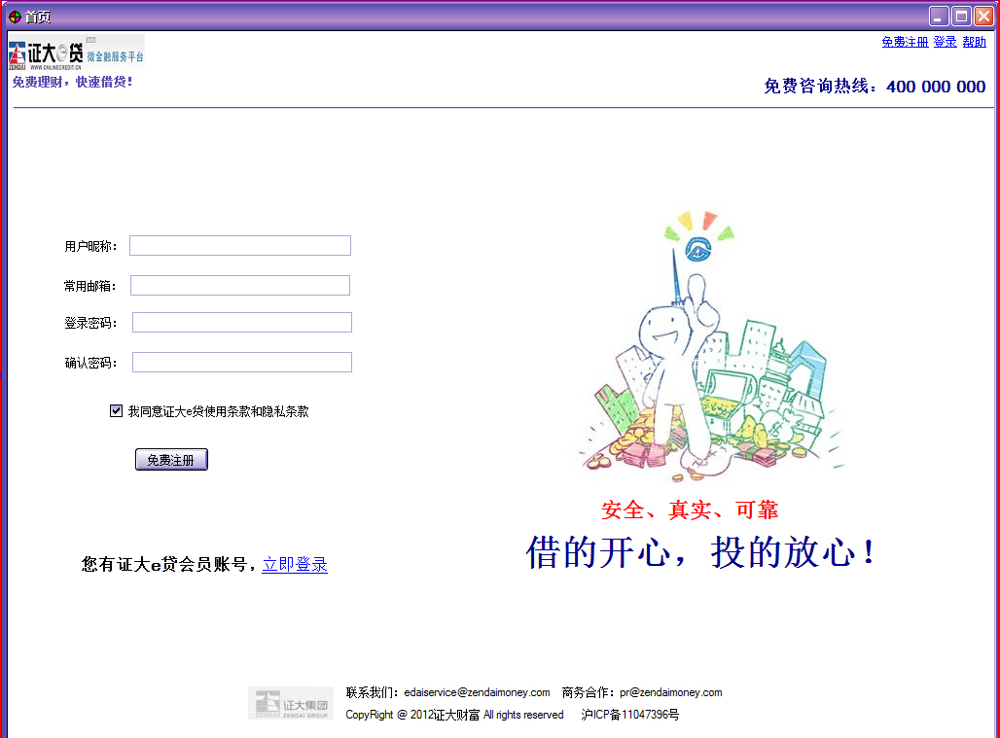 首页
免费注册 登录 帮助
证大e贷 微金融服务平台
ZENDAI WWW.ONLINECREDIT.CN
免费理财，快速借贷！
免费咨询热线：400 000 000
用户昵称：
常用邮箱：
登录密码：
确认密码：
我同意证大e贷使用条款和隐私条款
免费注册
安全、真实、可靠
借的开心，投的放心！
您有证大e贷会员账号，立即登录
证大集团
ZENDAI GROUP
联系我们：edaiservice@zendaimoney.com 商务合作：pr@zendaimoney.com
CopyRight @ 2012证大财富 All rights reserved 沪ICP备11047396号